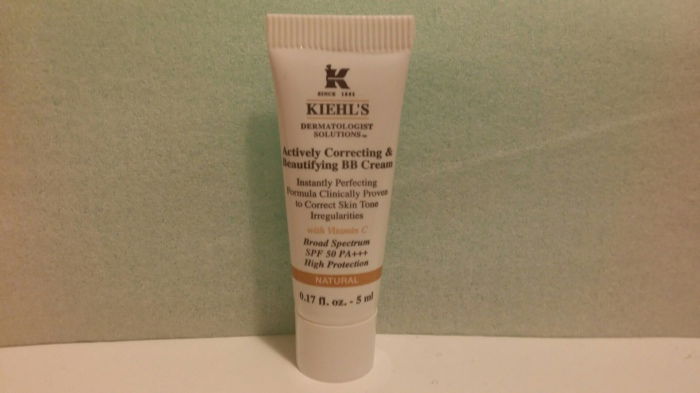 K
SINCE 1851
KIEHL'S
DERMATOLOGIST
SOLUTIONS™
Actively Correcting &
Beautifying BB Cream
Instantly Perfecting
Formula Clinically Proven
to Correct Skin Tone
Irregularities
with Vitamin C
Broad Spectrum
SPF 50 PA+++
High Protection
NATURAL
0.17 fl. oz. - 5 ml